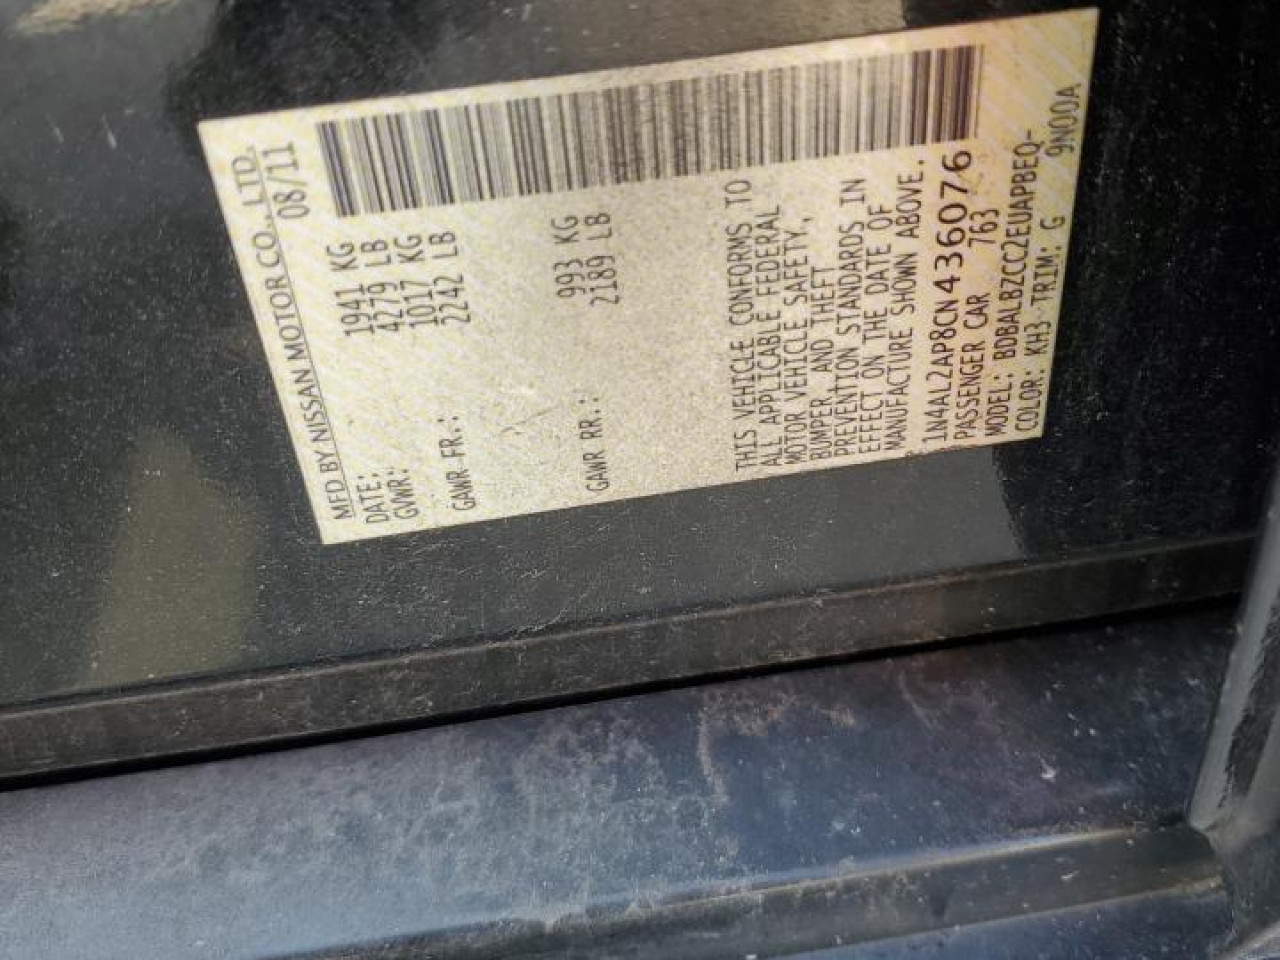 MFD BY NISSAN MOTOR CO., LTD.
DATE: 08/11
GVWR: 1941 KG
4279 LB
GAWR FR.: 1017 KG
2242 LB
GAWR RR.: 993 KG
2189 LB
THIS VEHICLE CONFORMS TO
ALL APPLICABLE FEDERAL
MOTOR VEHICLE SAFETY,
BUMPER, AND THEFT
PREVENTION STANDARDS IN
EFFECT ON THE DATE OF
MANUFACTURE SHOWN ABOVE.
1N4AL2AP8CN436076
PASSENGER CAR 763
MODEL: BDBALBZCC2EUAPBEQ-
COLOR: KH3 TRIM: G 9N00A